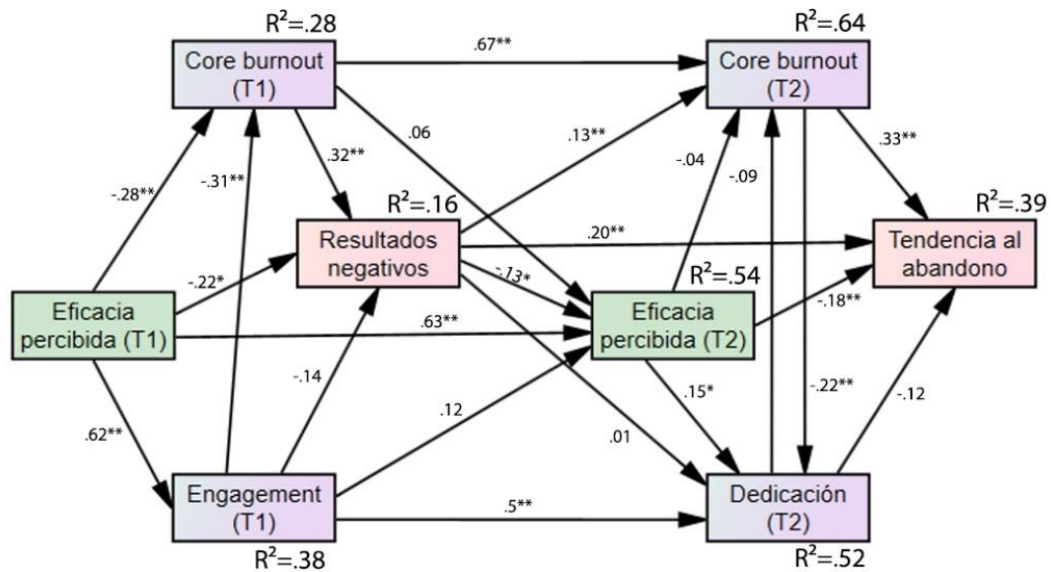 R²=.28
R²=.64
Core burnout
(T1)
.67**
Core burnout
(T2)
.06
.13**
-.04
.33**
-.28**
-.31**
.32**
-.09
R²=.16
R²=.39
Resultados
negativos
.20**
Tendencia al
abandono
-.22*
-.13*
R²=.54
Eficacia
percibida (T1)
.63**
Eficacia
percibida (T2)
-.18**
-.14
.15*
-.22**
-.12
.62**
.12
.01
Engagement
(T1)
.5**
Dedicación
(T2)
R²=.38
R²=.52